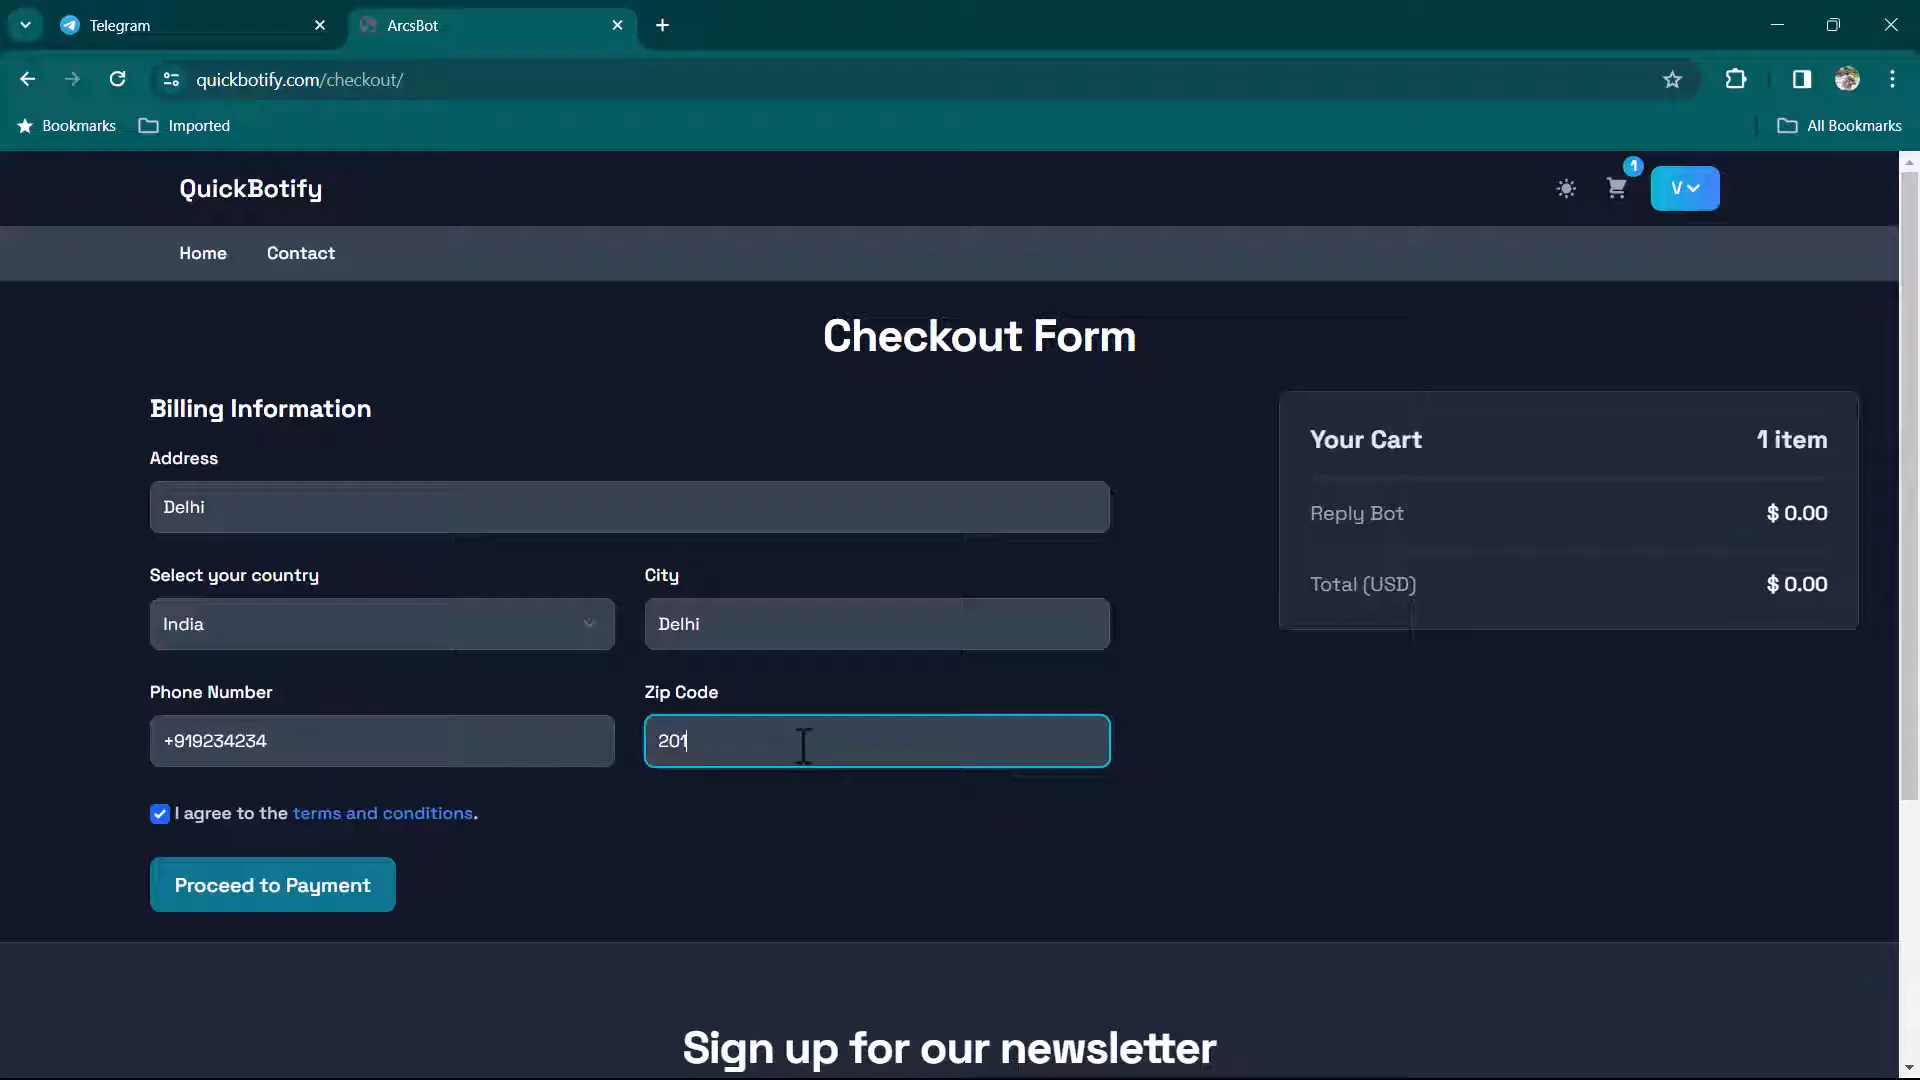 Telegram
ArcsBot
quickbotify.com/checkout/
Bookmarks
Imported
All Bookmarks
QuickBotify
1
V
Home
Contact
Checkout Form
Billing Information
Address
Delhi
Select your country
City
India
Delhi
Phone Number
Zip Code
+919234234
201
I agree to the terms and conditions.
Proceed to Payment
Your Cart
1 item
Reply Bot
$ 0.00
Total (USD)
$ 0.00
Sign up for our newsletter